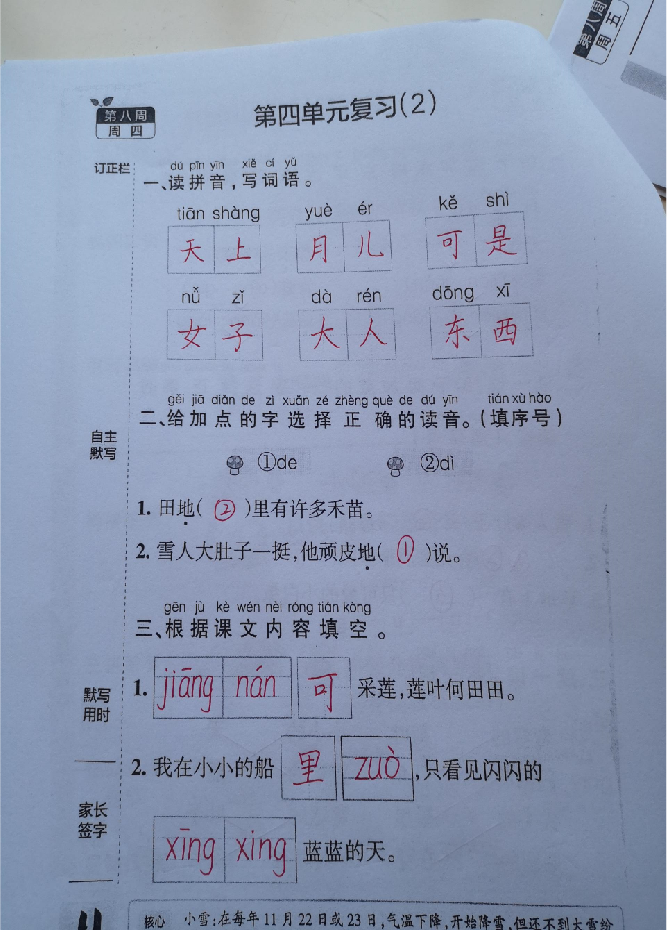 第八周
周五
第八周
周四
第四单元复习(2)
订正栏
dú pīn yīn xiě cí yǔ
一、读拼音,写词语。
tiān shàng yuè ér kě shì
天上 月儿 可是
nǚ zǐ dà rén dōng xī
女子 大人 东西
gěi jiā diǎn de zì xuǎn zé zhèng què de dú yīn tián xù hào
二、给加点的字选择正确的读音。(填序号)
自主
默写
①de ②dì
1. 田地( ② )里有许多禾苗。
2. 雪人大肚子一挺,他顽皮地( ① )说。
gēn jù kè wén nèi róng tián kòng
三、根据课文内容填空。
默写
用时
1. jiāng nán 可 采莲,莲叶何田田。
2. 我在小小的船 里 zuò ,只看见闪闪的
家长
签字
xīng xing 蓝蓝的天。
核心 小雪:在每年11月22日或23日,气温下降,开始降雪,但还不到大雪纷